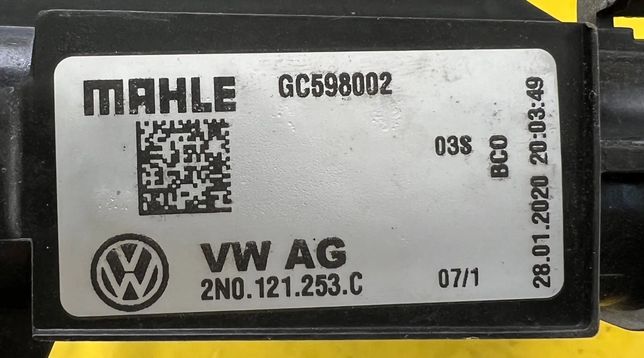 MAHLE
GC598002
03S
BCO
28.01.2020 20:03:49
VW AG
2N0.121.253.C
07/1